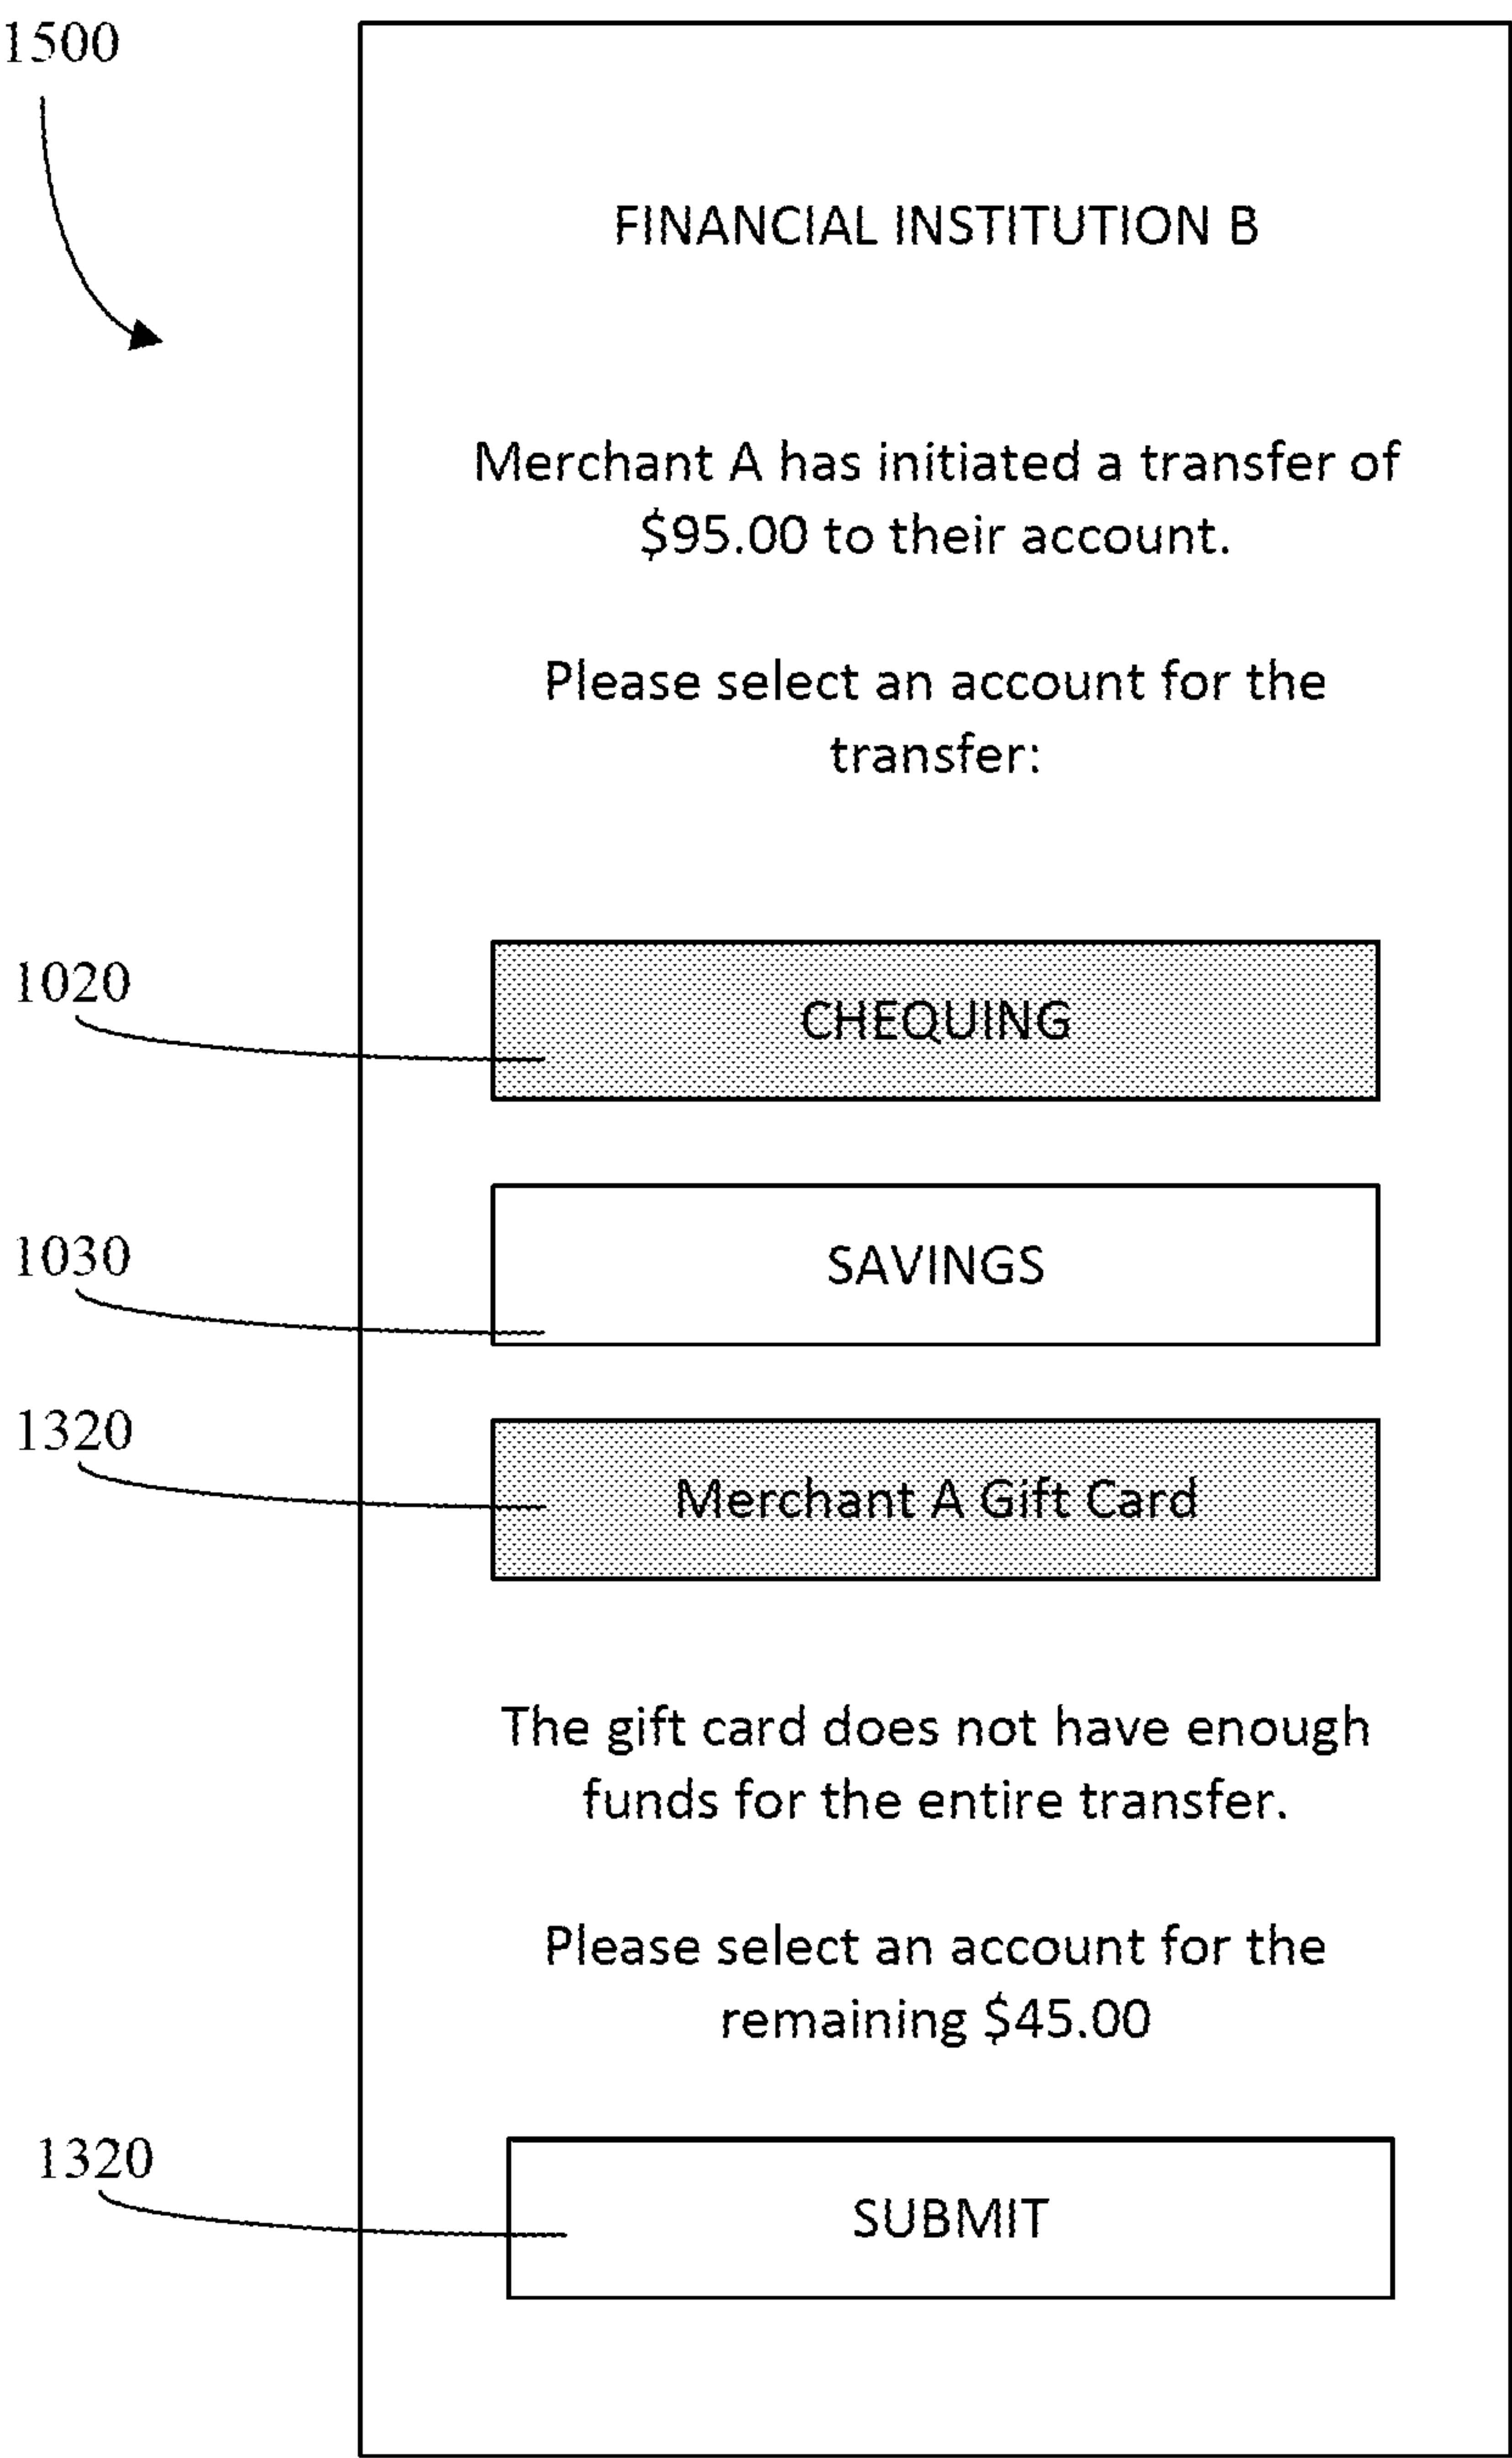 1500
FINANCIAL INSTITUTION B
Merchant A has initiated a transfer of
$95.00 to their account.
Please select an account for the
transfer:
1020
CHEQUING
1030
SAVINGS
1320
Merchant A Gift Card
The gift card does not have enough
funds for the entire transfer.
Please select an account for the
remaining $45.00
1320
SUBMIT